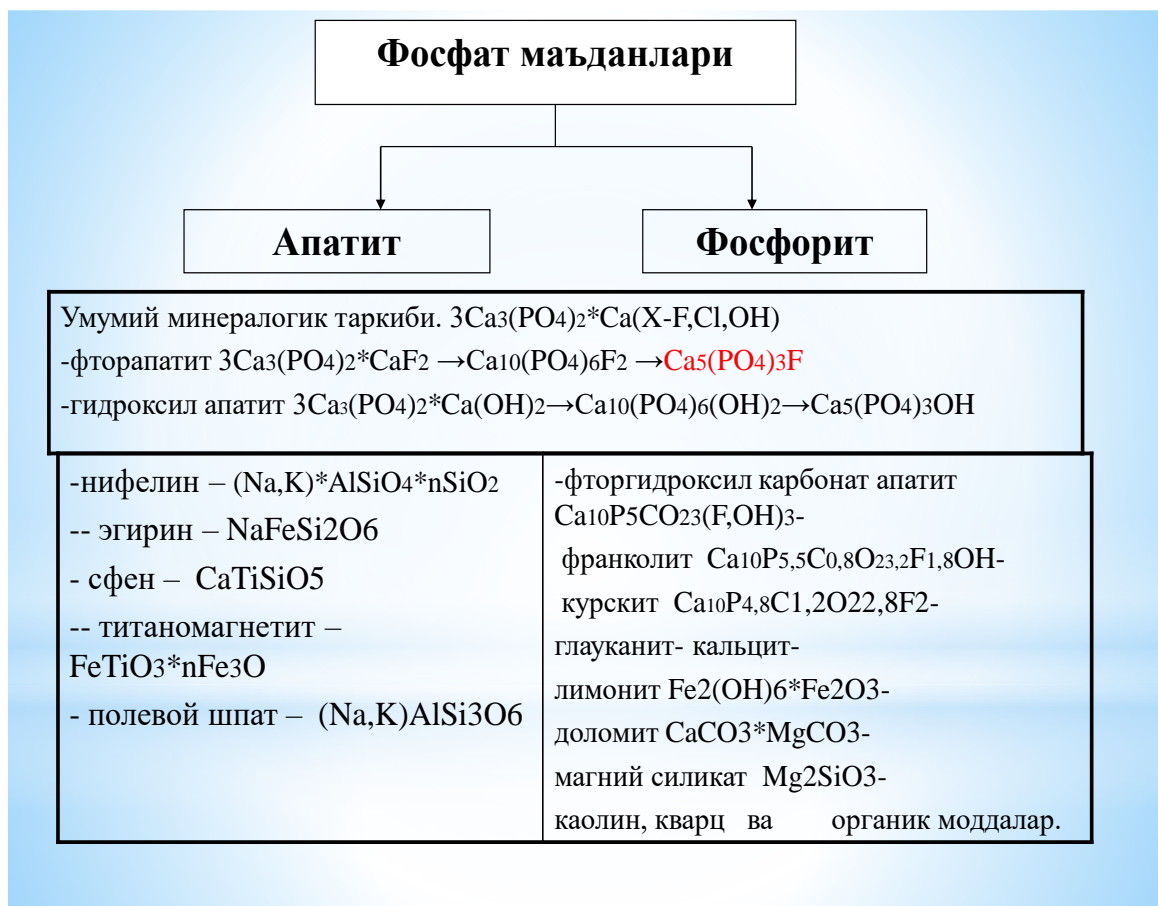 Фосфат маъданлари
Апатит
Фосфорит
Умумий минералогик таркиби. 3Ca3(PO4)2*Ca(X-F,Cl,OH)
-фторапатит 3Ca3(PO4)2*CaF2 →Ca10(PO4)6F2 →Ca5(PO4)3F
-гидроксил апатит 3Ca3(PO4)2*Ca(OH)2→Ca10(PO4)6(OH)2→Ca5(PO4)3OH
-нифелин – (Na,K)*AlSiO4*nSiO2
-- эгирин – NaFeSi2O6
- сфен – CaTiSiO5
-- титаномагнетит –
FeTiO3*nFe3O
- полевой шпат – (Na,K)AlSi3O6
-фторгидроксил карбонат апатит
Ca10P5CO23(F,OH)3-
франколит Ca10P5,5C0,8O23,2F1,8OH-
курскит Ca10P4,8C1,2O22,8F2-
глауканит- кальцит-
лимонит Fe2(OH)6*Fe2O3-
доломит CaCO3*MgCO3-
магний силикат Mg2SiO3-
каолин, кварц ва органик моддалар.